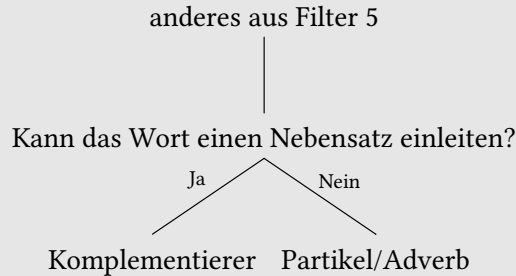 anderes aus Filter 5
Kann das Wort einen Nebensatz einleiten?
Ja Nein
Komplementierer Partikel/Adverb